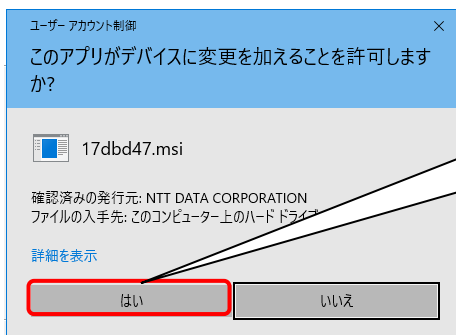 ユーザー アカウント制御
このアプリがデバイスに変更を加えることを許可します
か?
17dbd47.msi
確認済みの発行元: NTT DATA CORPORATION
ファイルの入手先: このコンピューター上のハード ドライブ
詳細を表示
はい
いいえ